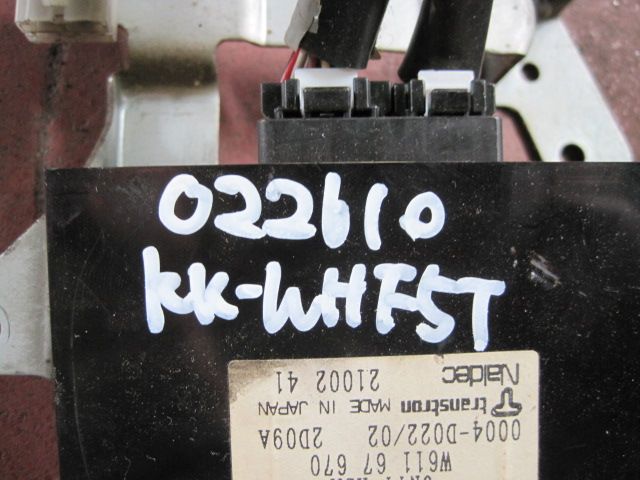 022610
KK-WHF5T
W611 67 670
0004-D022/02 2D09A
transtron MADE IN JAPAN
21002 41
Naldec